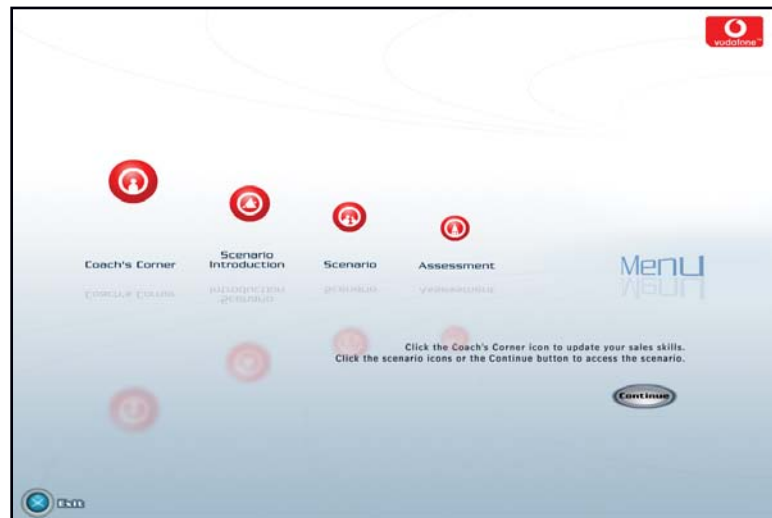 vodafone™
Coach's Corner
Scenario
Introduction
Scenario
Assessment
Menu
Click the Coach's Corner icon to update your sales skills.
Click the scenario icons or the Continue button to access the scenario.
Continue
Exit